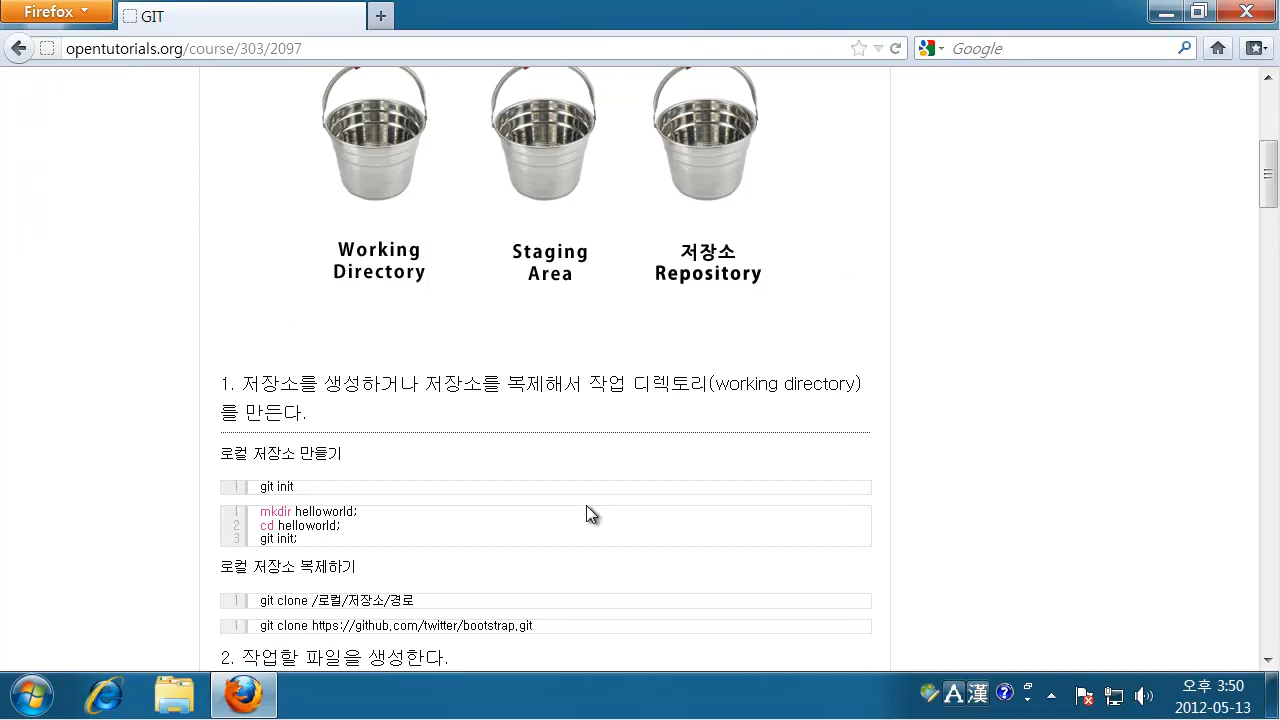 Firefox
GIT
opentutorials.org/course/303/2097
Google
Working Directory
Staging Area
저장소 Repository
1. 저장소를 생성하거나 저장소를 복제해서 작업 디렉토리(working directory)
를 만든다.
로컬 저장소 만들기
1 git init
1 mkdir helloworld;
2 cd helloworld;
3 git init;
로컬 저장소 복제하기
1 git clone /로컬/저장소/경로
1 git clone https://github.com/twitter/bootstrap.git
2. 작업할 파일을 생성한다.
A 漢
오후 3:50
2012-05-13